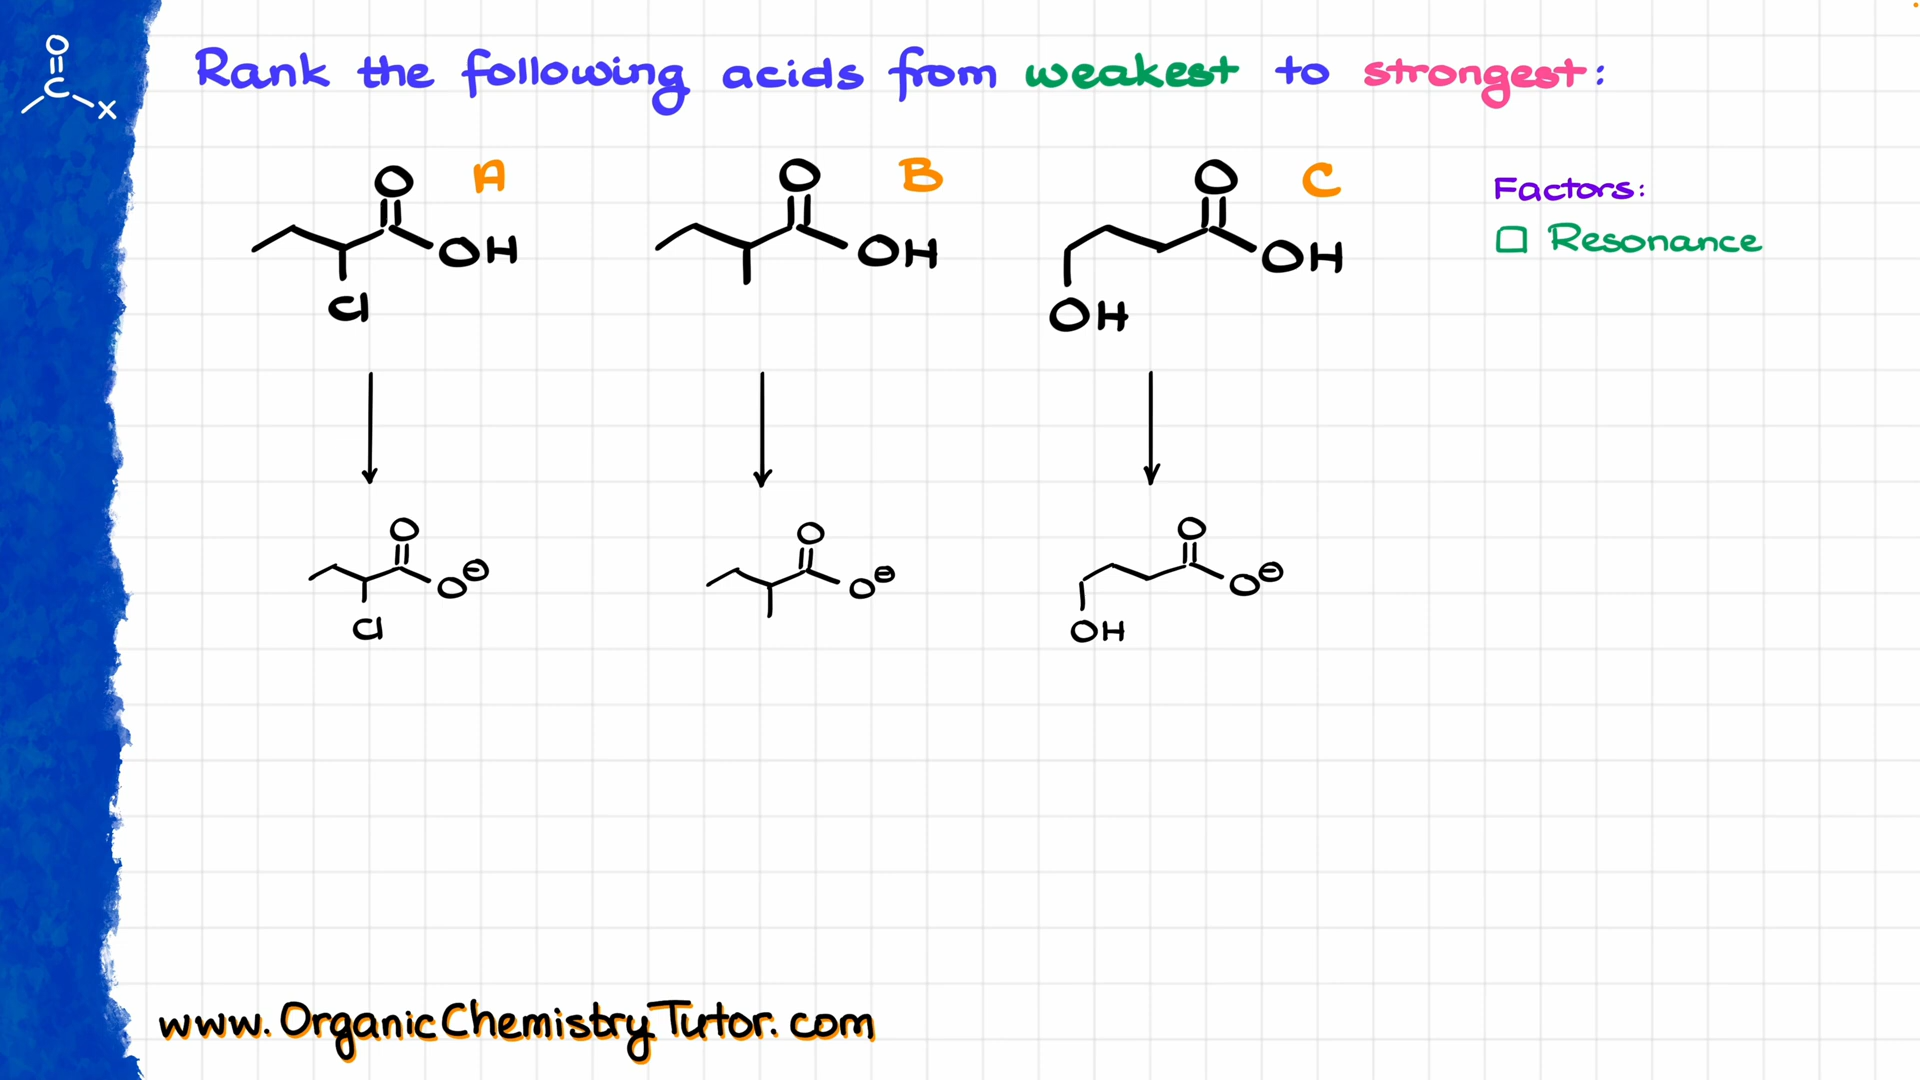 O
C
X
Rank the following acids from weakest to strongest:
O A
OH
Cl
O B
OH
O C
OH
OH
Factors:
□ Resonance
O
O⊖
Cl
O
O⊖
O
O⊖
OH
www.OrganicChemistryTutor.com